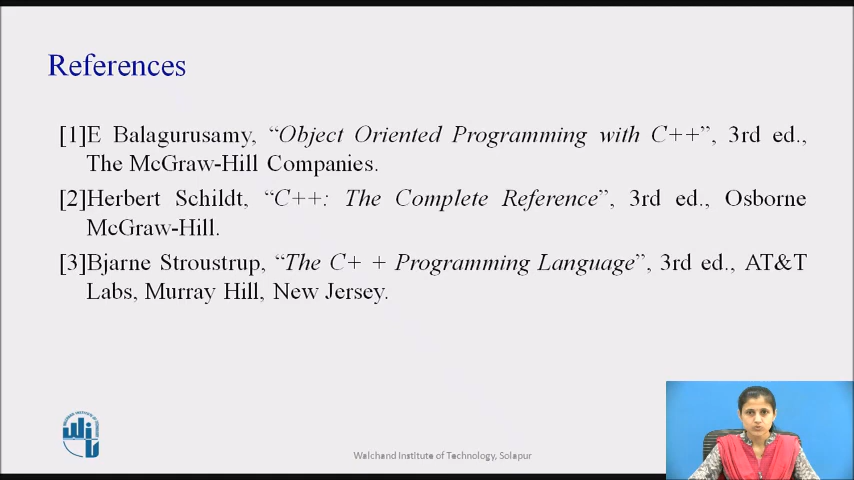 References
[1]E Balagurusamy, “Object Oriented Programming with C++”, 3rd ed.,
The McGraw-Hill Companies.
[2]Herbert Schildt, “C++: The Complete Reference”, 3rd ed., Osborne
McGraw-Hill.
[3]Bjarne Stroustrup, “The C+ + Programming Language”, 3rd ed., AT&T
Labs, Murray Hill, New Jersey.
Walchand Institute of Technology, Solapur